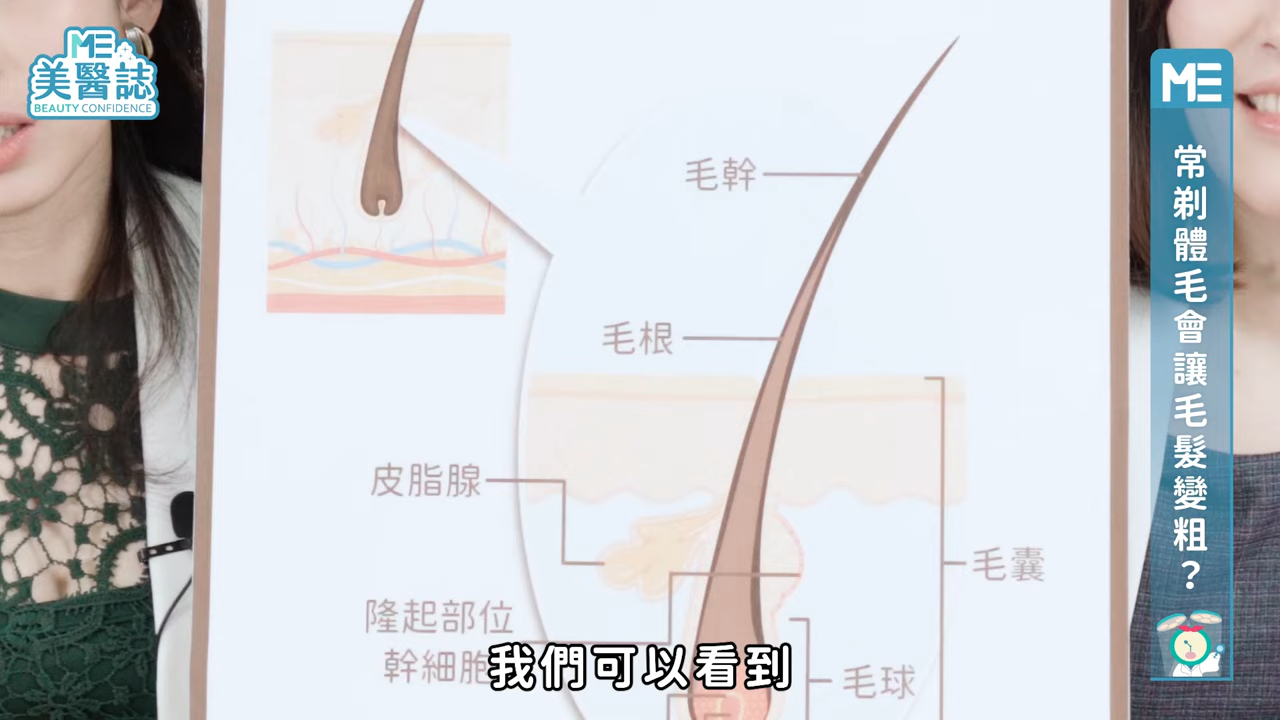 ME
美醫誌
BEAUTY CONFIDENCE
毛幹
毛根
皮脂腺
隆起部位
幹細胞
毛囊
毛球
我們可以看到
ME
常剃體毛會讓毛髮變粗？